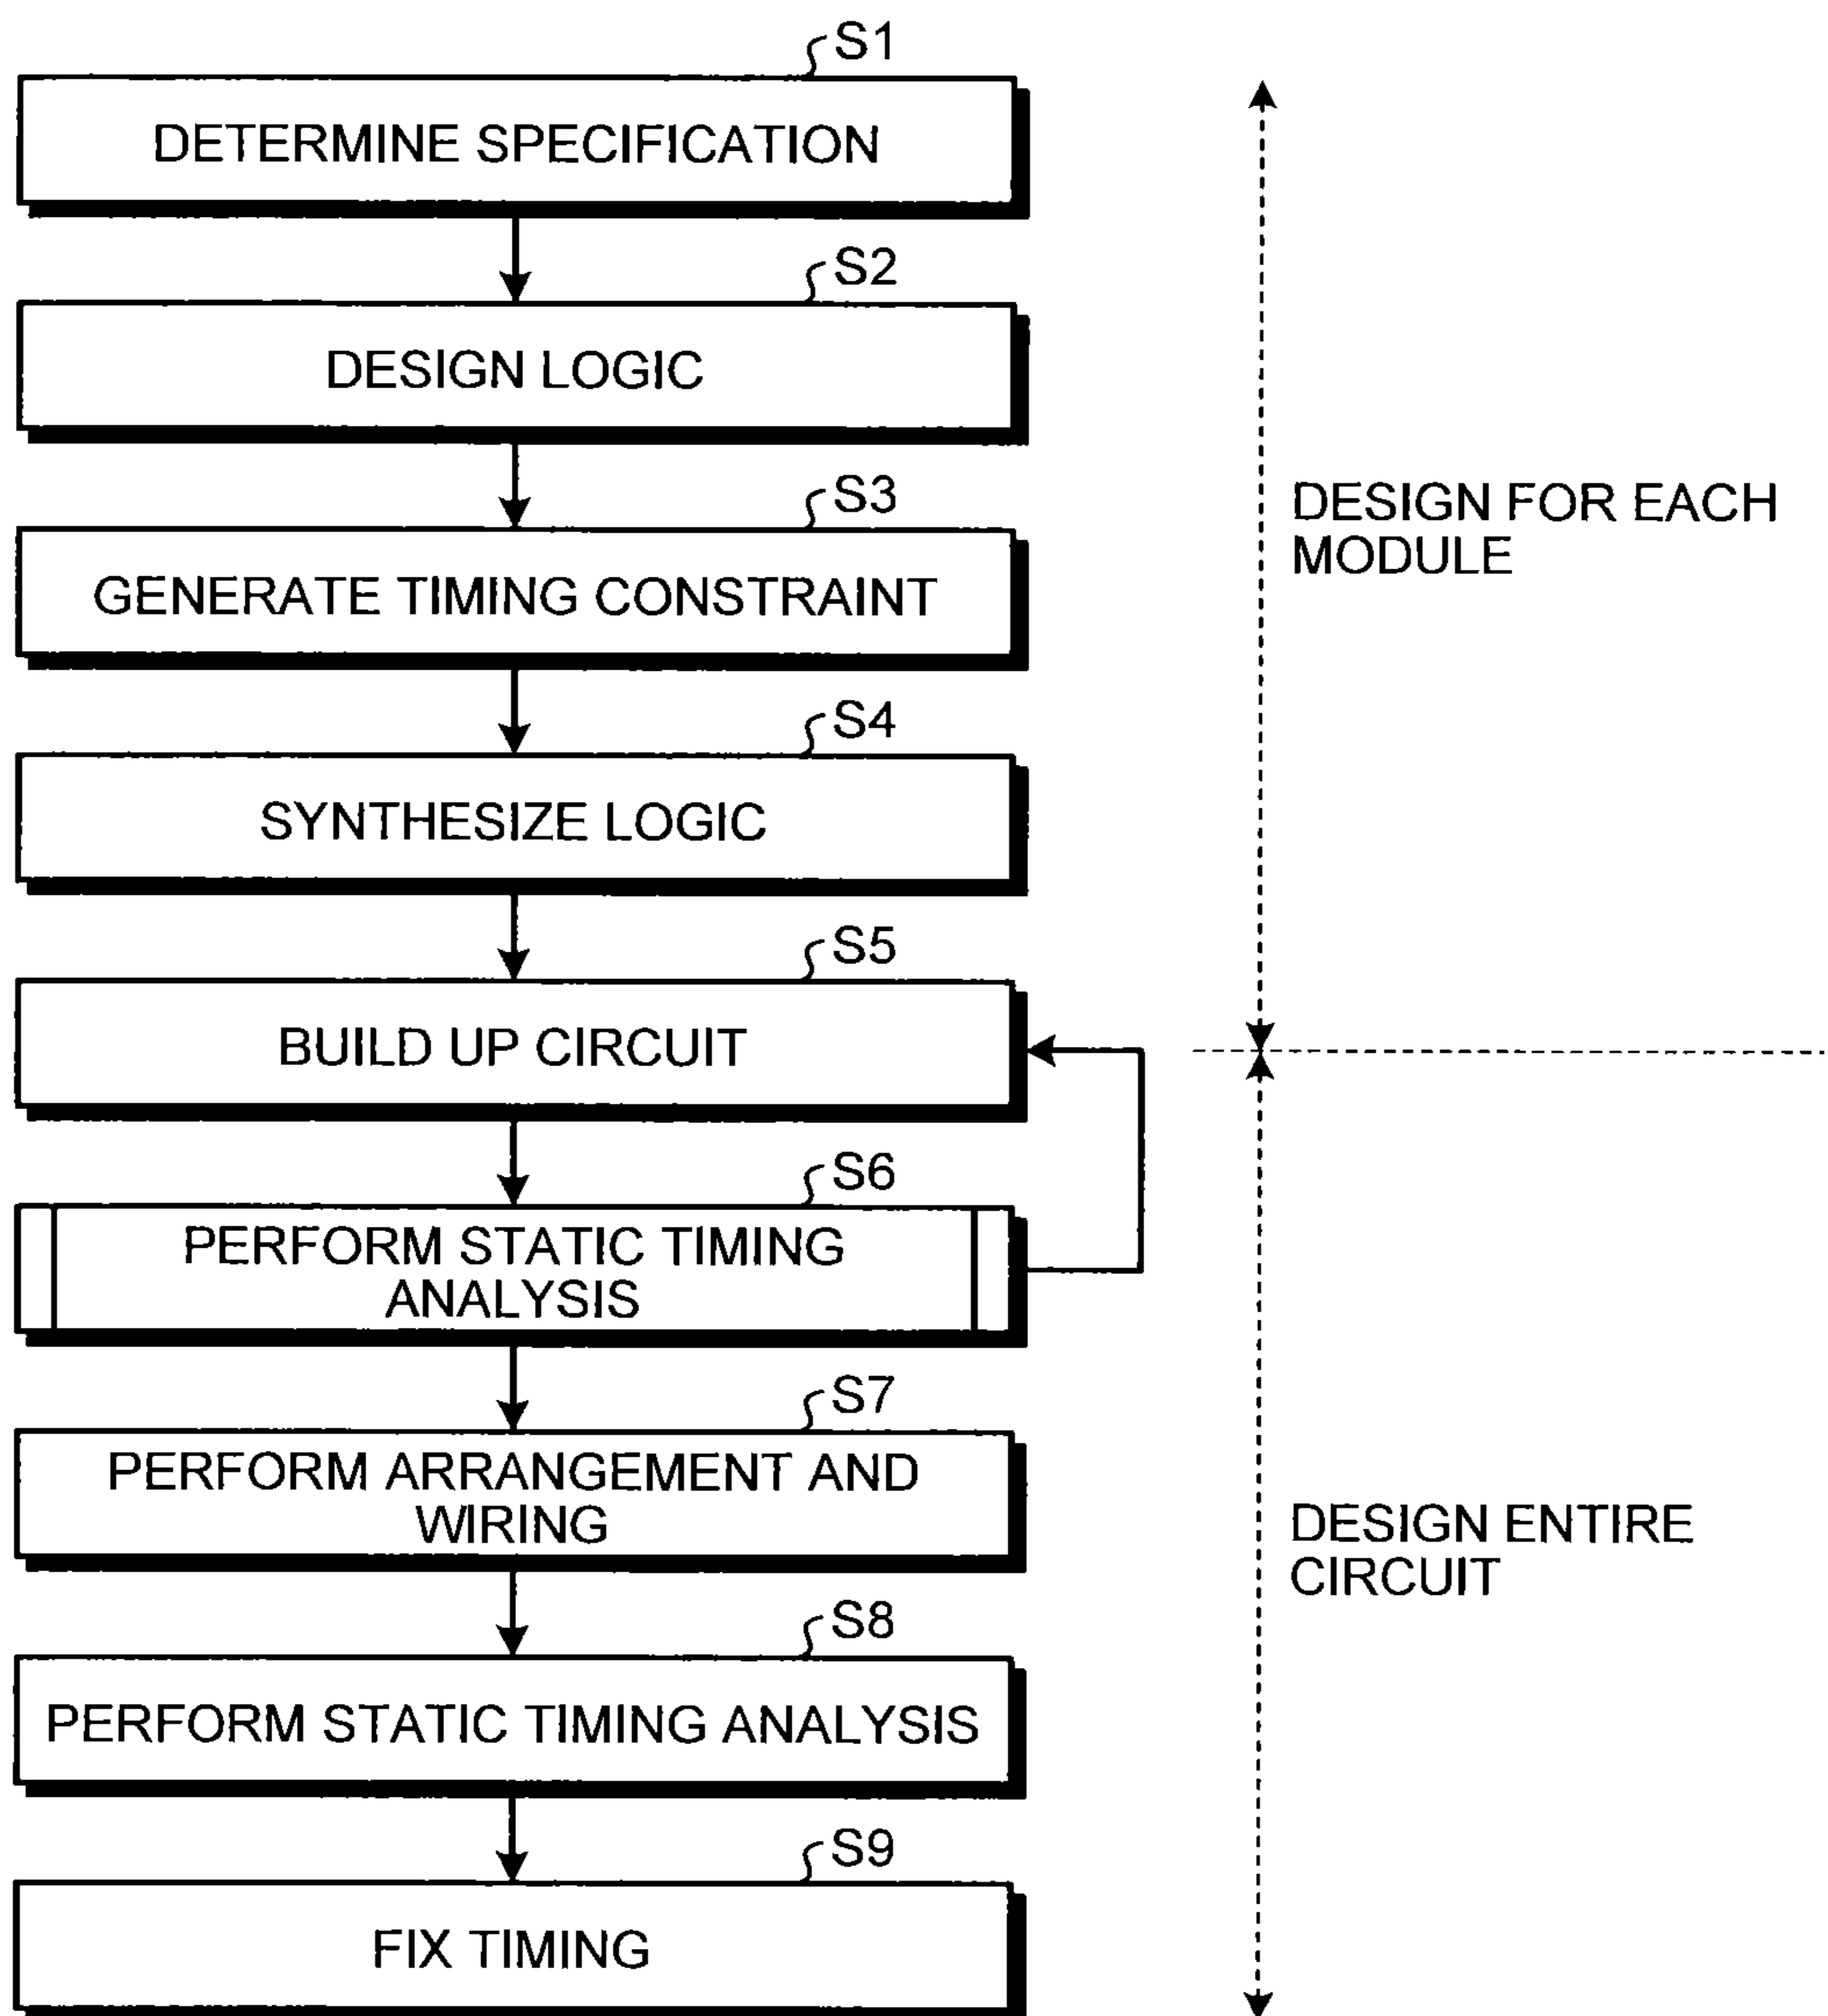 S1
DETERMINE SPECIFICATION
S2
DESIGN LOGIC
S3
DESIGN FOR EACH
MODULE
GENERATE TIMING CONSTRAINT
S4
SYNTHESIZE LOGIC
S5
BUILD UP CIRCUIT
S6
PERFORM STATIC TIMING
ANALYSIS
S7
PERFORM ARRANGEMENT AND
WIRING
DESIGN ENTIRE
CIRCUIT
S8
PERFORM STATIC TIMING ANALYSIS
S9
FIX TIMING